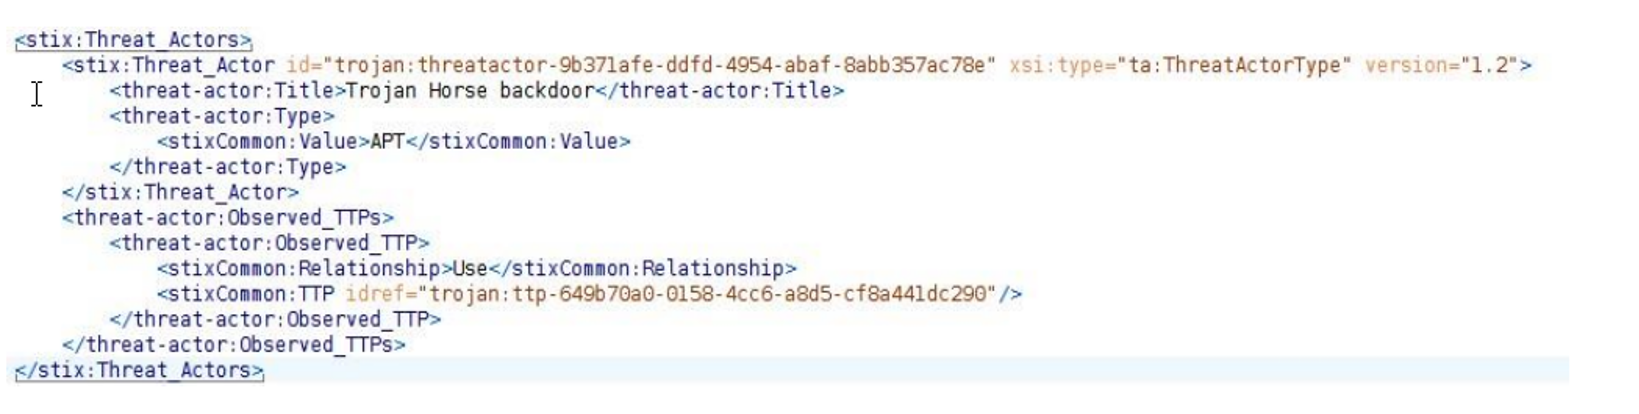 <stix:Threat_Actors>
<stix:Threat_Actor id="trojan:threatactor-9b371afe-ddfd-4954-abaf-8abb357ac78e" xsi:type="ta:ThreatActorType" version="1.2">
<threat-actor:Title>Trojan Horse backdoor</threat-actor:Title>
<threat-actor:Type>
<stixCommon:Value>APT</stixCommon:Value>
</threat-actor:Type>
</stix:Threat_Actor>
<threat-actor:Observed_TTPs>
<threat-actor:Observed_TTP>
<stixCommon:Relationship>Use</stixCommon:Relationship>
<stixCommon:TTP idref="trojan:ttp-649b70a0-0158-4cc6-a8d5-cf8a441dc290"/>
</threat-actor:Observed_TTP>
</threat-actor:Observed_TTPs>
</stix:Threat_Actors>